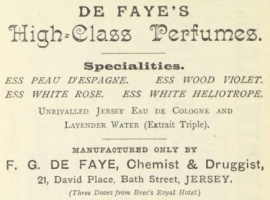 DE FAYE'S
High-Class Perfumes.
Specialities.
ESS PEAU D'ESPAGNE. ESS WOOD VIOLET.
ESS WHITE ROSE. ESS WHITE HELIOTROPE.
Unrivalled Jersey Eau de Cologne and
Lavender Water (Extrait Triple).
MANUFACTURED ONLY BY
F. G. DE FAYE, Chemist & Druggist,
21, David Place, Bath Street, JERSEY.
(Three Doors from Bree's Royal Hotel.)